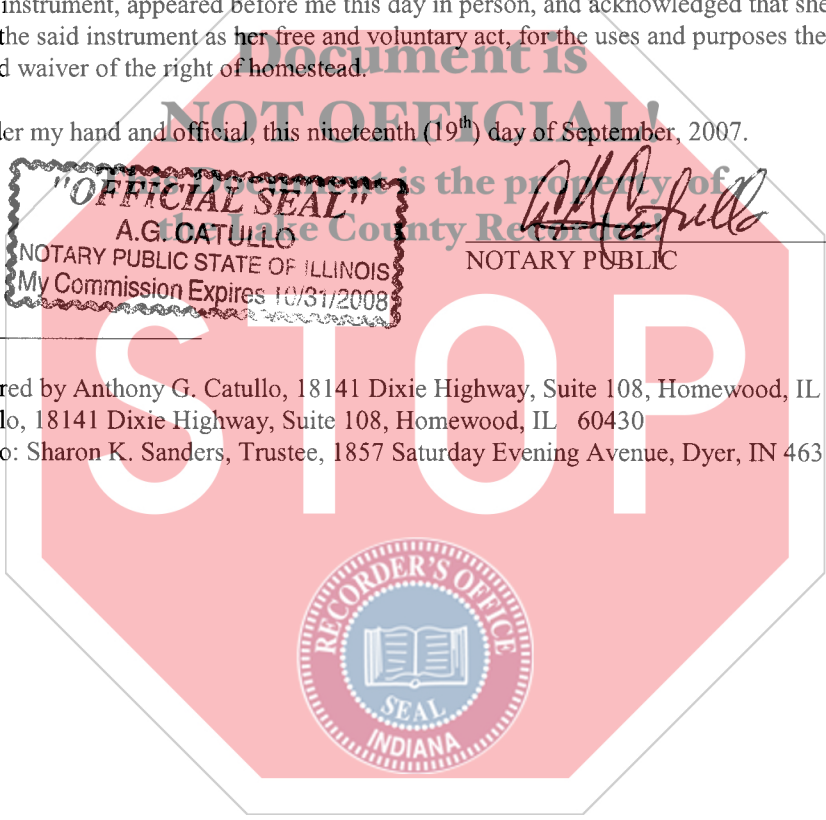 instrument, appeared before me this day in person, and acknowledged that she
the said instrument as her free and voluntary act, for the uses and purposes the
d waiver of the right of homestead.
Document is
NOT OFFICIAL!
This Document is the property of
the Lake County Recorder!
er my hand and official, this nineteenth (19th) day of September, 2007.
"OFFICIAL SEAL"
A.G. CATULLO
NOTARY PUBLIC STATE OF ILLINOIS
My Commission Expires 10/31/2008
NOTARY PUBLIC
STOP
red by Anthony G. Catullo, 18141 Dixie Highway, Suite 108, Homewood, IL
lo, 18141 Dixie Highway, Suite 108, Homewood, IL 60430
o: Sharon K. Sanders, Trustee, 1857 Saturday Evening Avenue, Dyer, IN 463
RECORDER'S OFFICE
SEAL
INDIANA